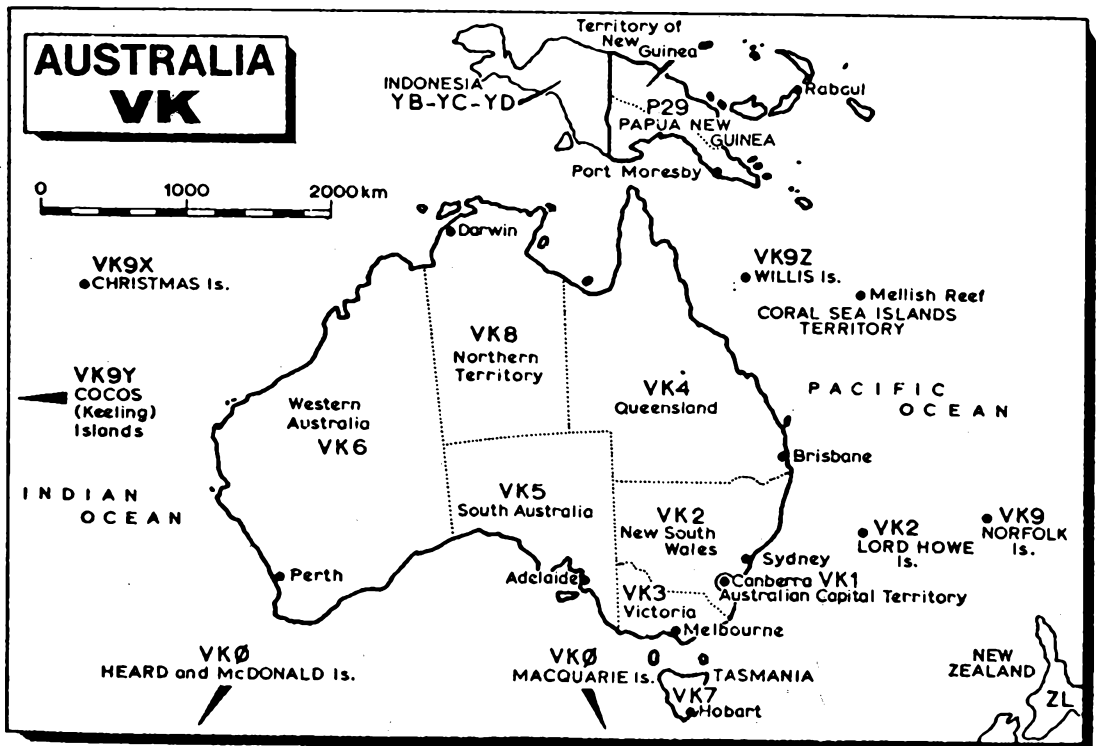 AUSTRALIA
VK
Territory of
New
Guinea
INDONESIA
YB-YC-YD
Rabcul
P29
PAPUA NEW
GUINEA
Port Moresby
0 1000 2000 km
Darwin
VK9X
CHRISTMAS Is.
VK9Z
WILLIS Is.
Mellish Reef
CORAL SEA ISLANDS
TERRITORY
VK8
Northern
Territory
VK9Y
COCOS
(Keeling)
Islands
VK4
Queensland
PACIFIC
OCEAN
Western
Australia
VK6
Brisbane
INDIAN
OCEAN
VK5
South Australia
VK2
New South
Wales
VK2
LORD HOWE
Is.
VK9
NORFOLK
Is.
Sydney
Perth
Adelaide
Canberra VK1
Australian Capital Territory
VK3
Victoria
Melbourne
VKØ
HEARD and McDONALD Is.
VKØ
MACQUARIE Is.
TASMANIA
VK7
Hobart
NEW
ZEALAND
ZL